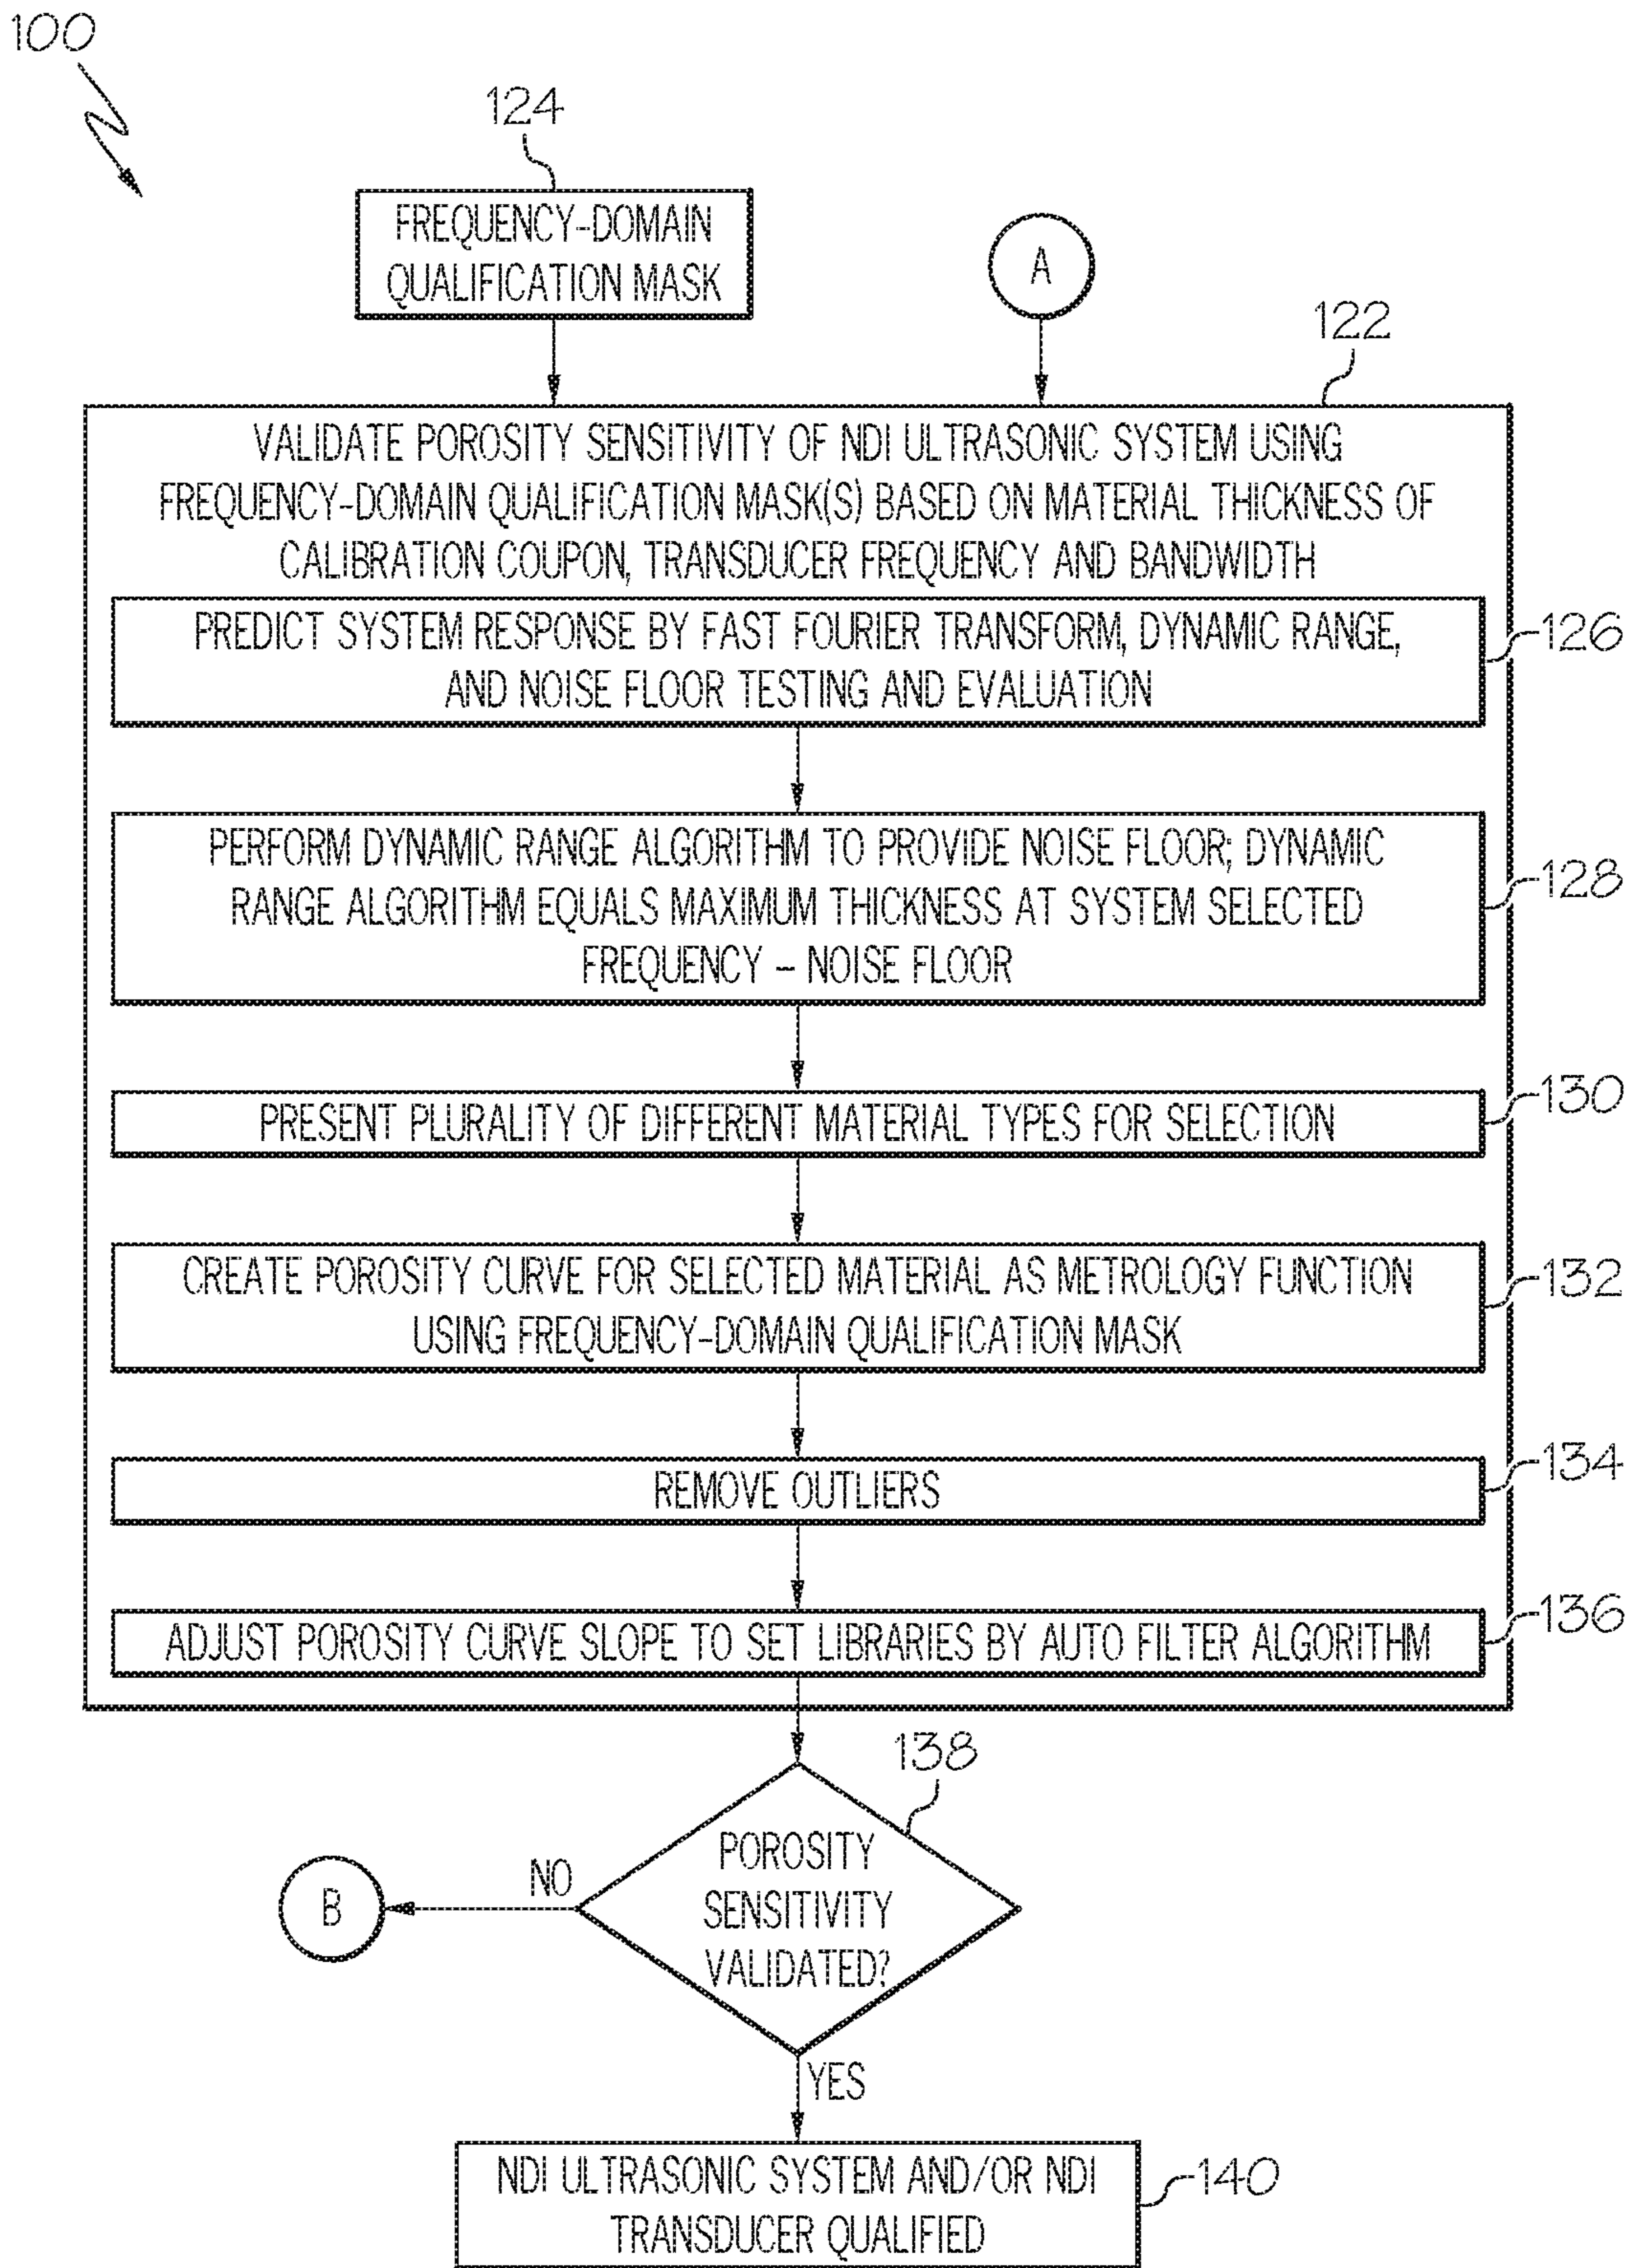 100
124
FREQUENCY-DOMAIN
QUALIFICATION MASK
A
122
VALIDATE POROSITY SENSITIVITY OF NDI ULTRASONIC SYSTEM USING
FREQUENCY-DOMAIN QUALIFICATION MASK(S) BASED ON MATERIAL THICKNESS OF
CALIBRATION COUPON, TRANSDUCER FREQUENCY AND BANDWIDTH
PREDICT SYSTEM RESPONSE BY FAST FOURIER TRANSFORM, DYNAMIC RANGE,
AND NOISE FLOOR TESTING AND EVALUATION
126
PERFORM DYNAMIC RANGE ALGORITHM TO PROVIDE NOISE FLOOR; DYNAMIC
RANGE ALGORITHM EQUALS MAXIMUM THICKNESS AT SYSTEM SELECTED
FREQUENCY – NOISE FLOOR
128
PRESENT PLURALITY OF DIFFERENT MATERIAL TYPES FOR SELECTION
130
CREATE POROSITY CURVE FOR SELECTED MATERIAL AS METROLOGY FUNCTION
USING FREQUENCY-DOMAIN QUALIFICATION MASK
132
REMOVE OUTLIERS
134
ADJUST POROSITY CURVE SLOPE TO SET LIBRARIES BY AUTO FILTER ALGORITHM
136
138
POROSITY
SENSITIVITY
VALIDATED?
NO
B
YES
NDI ULTRASONIC SYSTEM AND/OR NDI
TRANSDUCER QUALIFIED
140